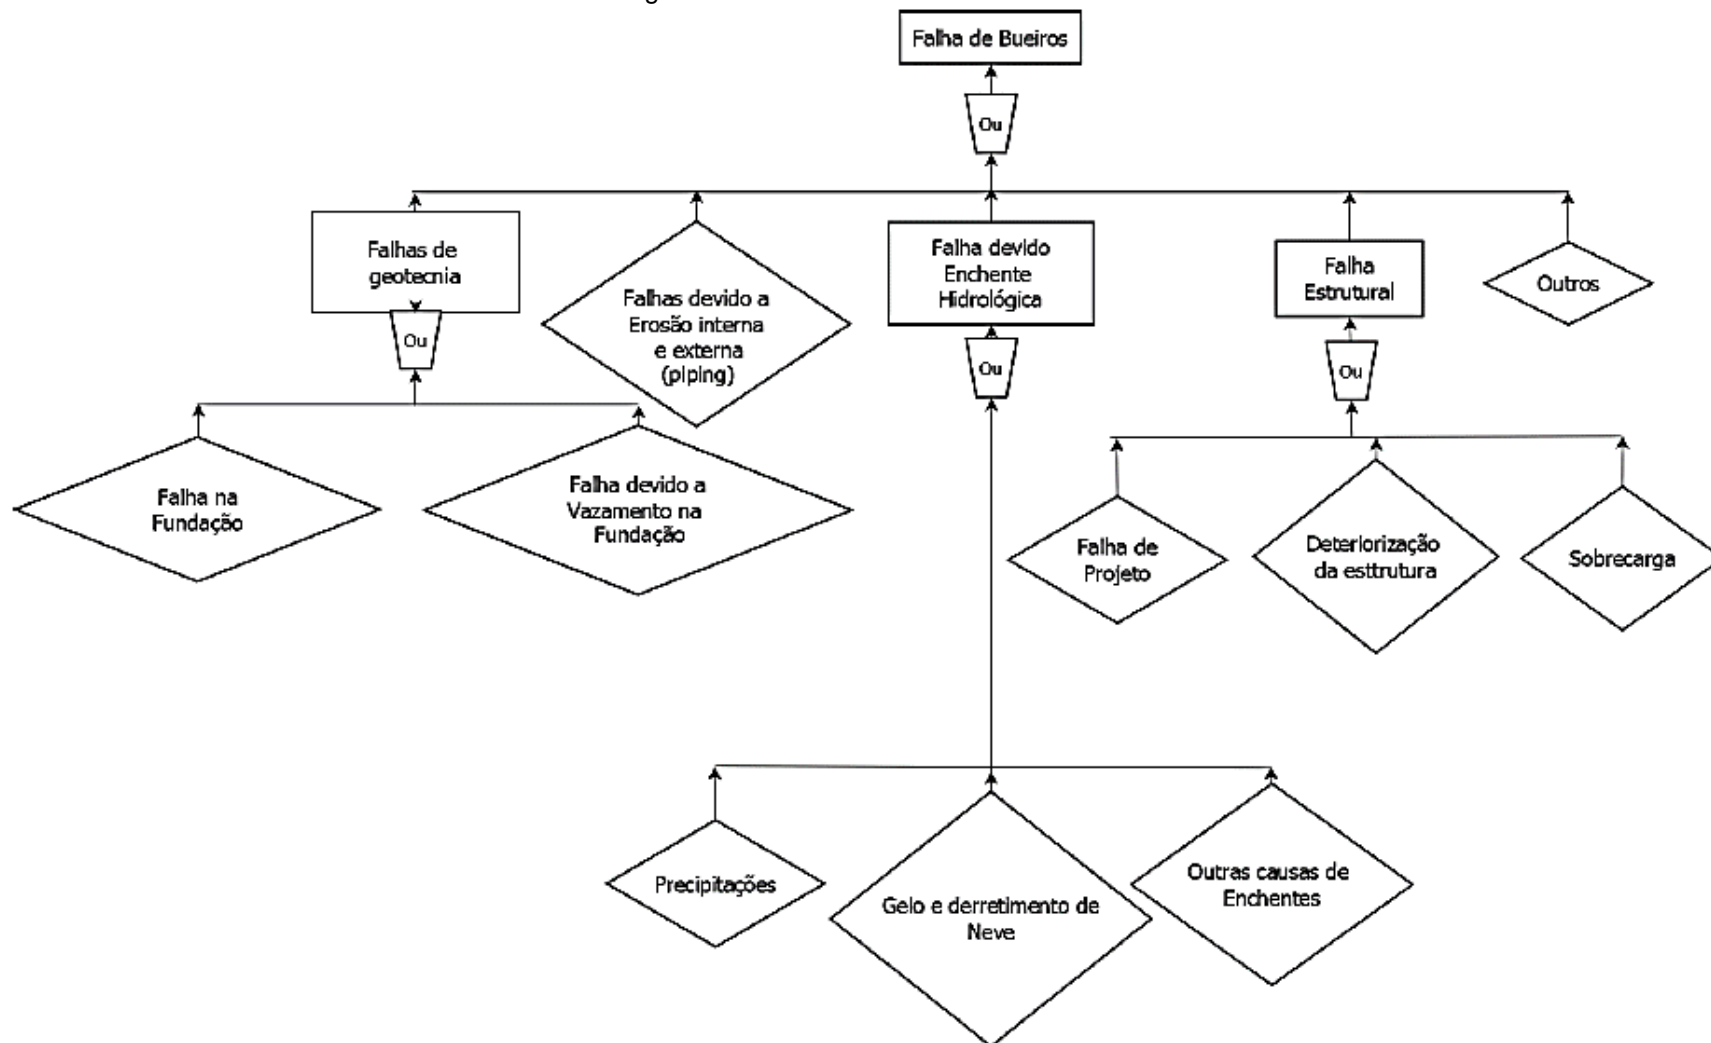 Falha de Bueiros
Ou
Falhas de
geotecnia
Falhas devido a
Erosão interna
e externa
(piping)
Falha devido
Enchente
Hidrológica
Falha
Estrutural
Outros
Ou
Ou
Ou
Falha na
Fundação
Falha devido a
Vazamento na
Fundação
Falha de
Projeto
Deteriorização
da esttrutura
Sobrecarga
Precipitações
Gelo e derretimento de
Neve
Outras causas de
Enchentes